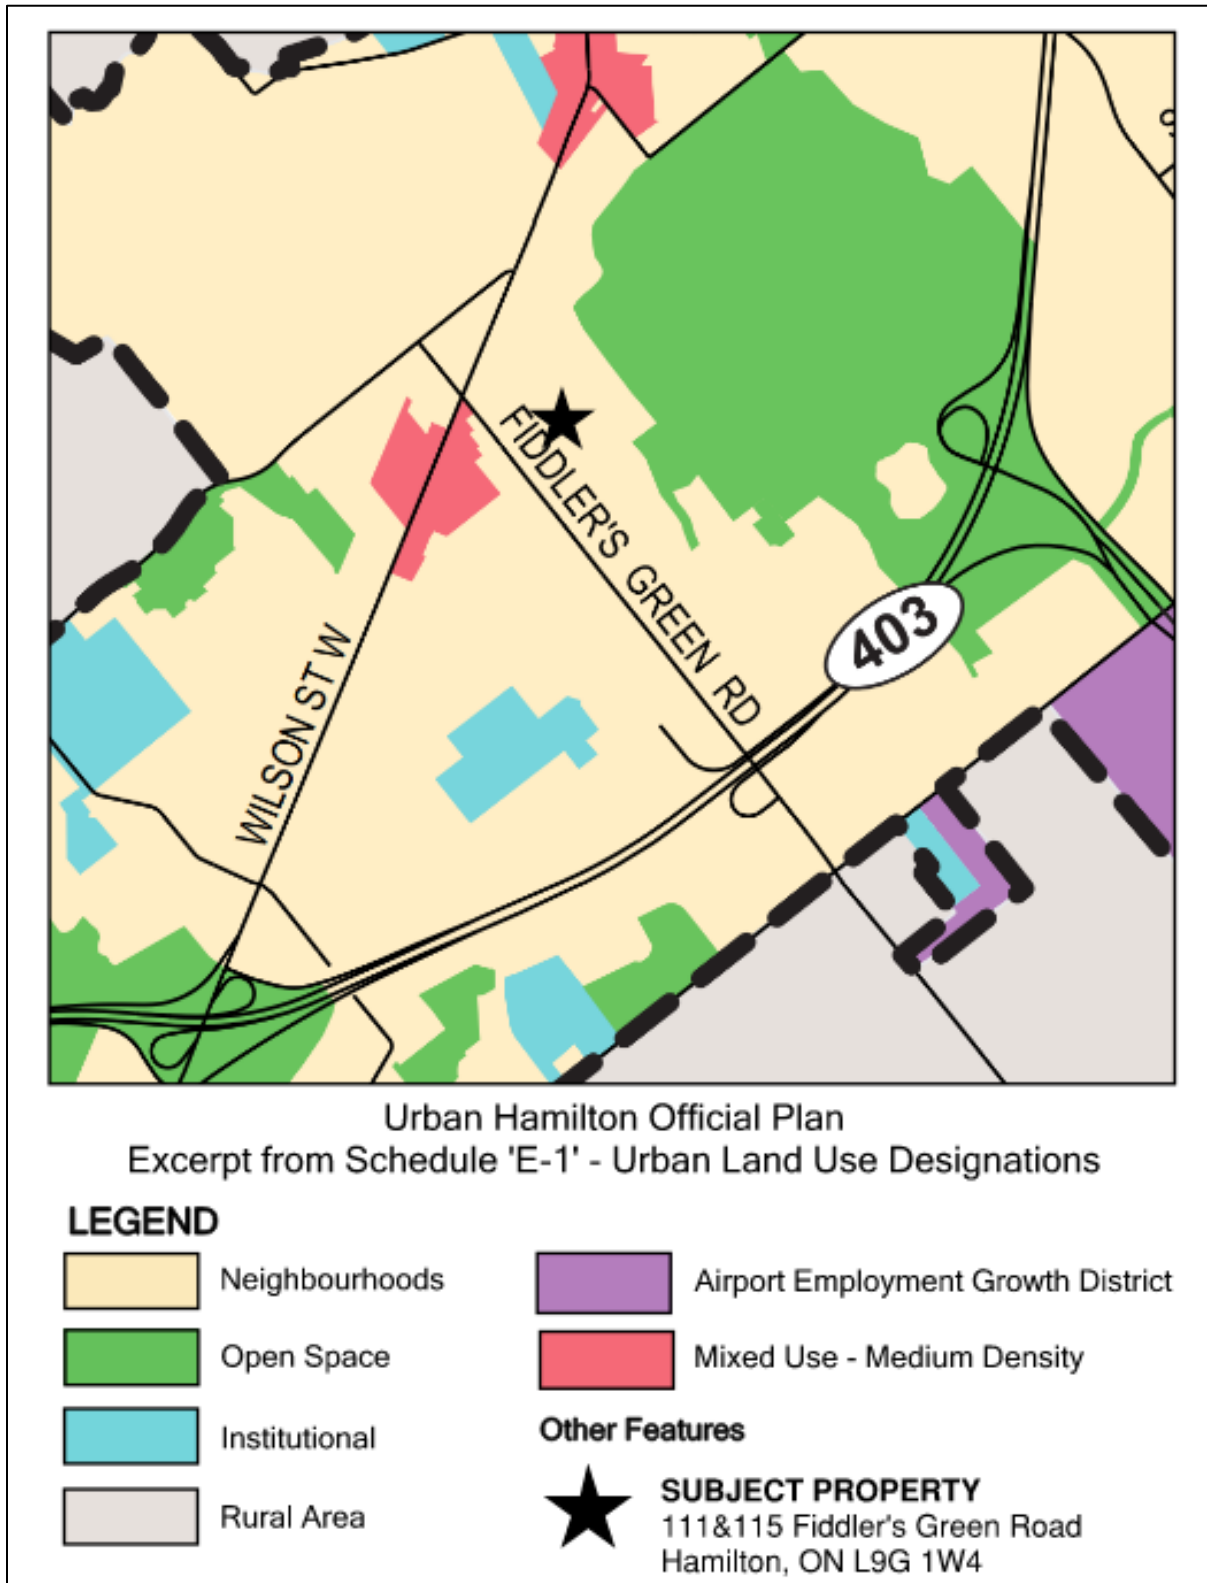 WILSON ST W
FIDDLER'S GREEN RD
403
Urban Hamilton Official Plan
Excerpt from Schedule 'E-1' - Urban Land Use Designations
LEGEND
Neighbourhoods
Open Space
Institutional
Rural Area
Airport Employment Growth District
Mixed Use - Medium Density
Other Features
SUBJECT PROPERTY
111&115 Fiddler's Green Road
Hamilton, ON L9G 1W4